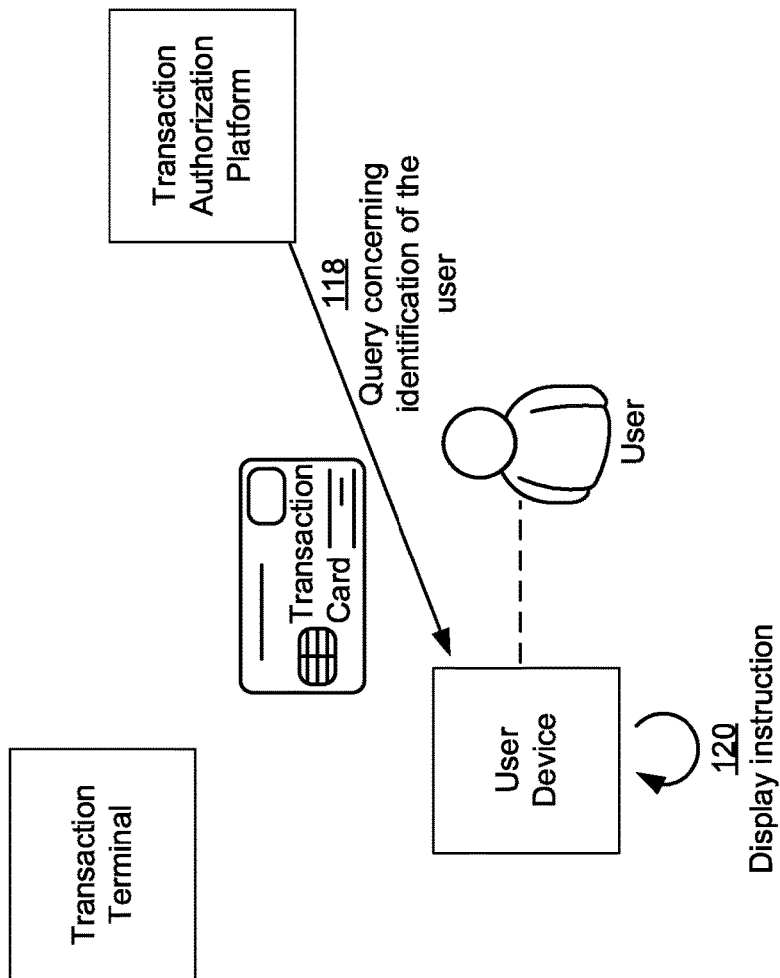 Transaction
Terminal
Transaction
Authorization
Platform
Transaction
Card
118
Query concerning
identification of the
user
User
Device
User
120
Display instruction